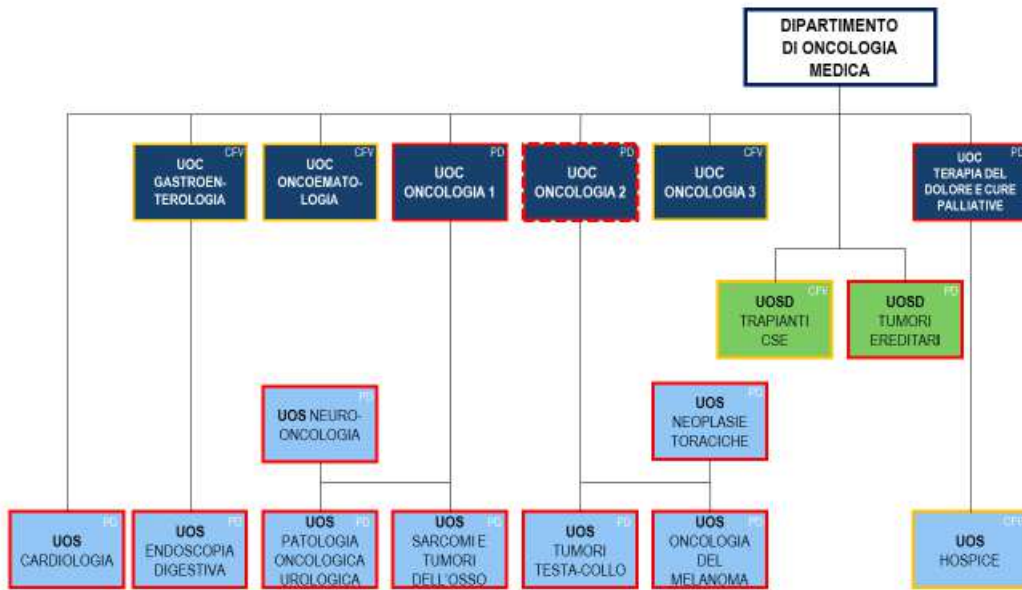 DIPARTIMENTO
DI ONCOLOGIA
MEDICA
CFV
UOC
GASTROEN-
TEROLOGIA
CFV
UOC
ONCOEMATO-
LOGIA
PD
UOC
ONCOLOGIA 1
PD
UOC
ONCOLOGIA 2
CFV
UOC
ONCOLOGIA 3
PD
UOC
TERAPIA DEL
DOLORE E CURE
PALLIATIVE
CFV
UOSD
TRAPIANTI
CSE
PD
UOSD
TUMORI
EREDITARI
PD
UOS NEURO-
ONCOLOGIA
PD
UOS
NEOPLASIE
TORACICHE
PD
UOS
CARDIOLOGIA
PD
UOS
ENDOSCOPIA
DIGESTIVA
PD
UOS
PATOLOGIA
ONCOLOGICA
UROLOGICA
PD
UOS
SARCOMI E
TUMORI
DELL'OSSO
PD
UOS
TUMORI
TESTA-COLLO
PD
UOS
ONCOLOGIA
DEL
MELANOMA
CFV
UOS
HOSPICE